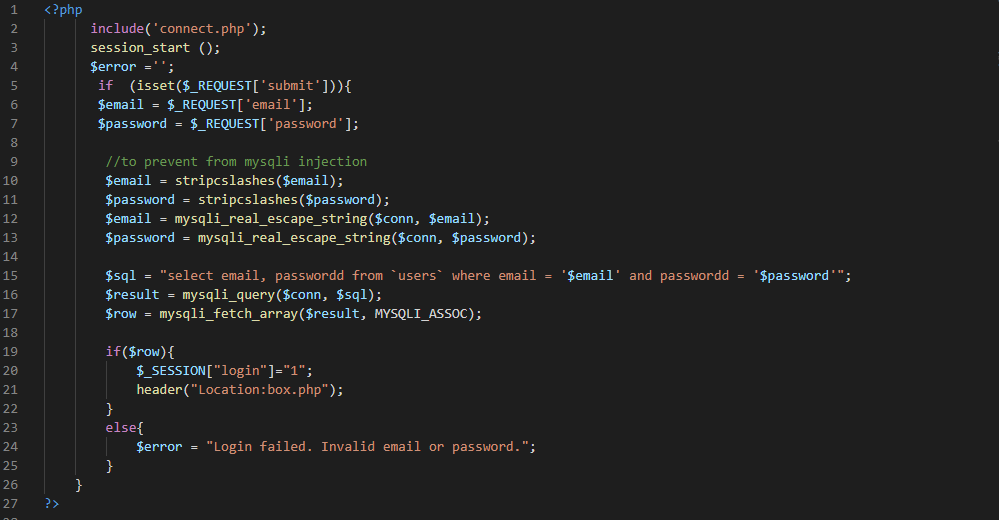 1 <?php
2 include('connect.php');
3 session_start ();
4 $error ='';
5 if (isset($_REQUEST['submit'])){
6 $email = $_REQUEST['email'];
7 $password = $_REQUEST['password'];
8
9 //to prevent from mysqli injection
10 $email = stripcslashes($email);
11 $password = stripcslashes($password);
12 $email = mysqli_real_escape_string($conn, $email);
13 $password = mysqli_real_escape_string($conn, $password);
14
15 $sql = "select email, passwordd from `users` where email = '$email' and passwordd = '$password'";
16 $result = mysqli_query($conn, $sql);
17 $row = mysqli_fetch_array($result, MYSQLI_ASSOC);
18
19 if($row){
20 $_SESSION["login"]="1";
21 header("Location:box.php");
22 }
23 else{
24 $error = "Login failed. Invalid email or password.";
25 }
26 }
27 ?>